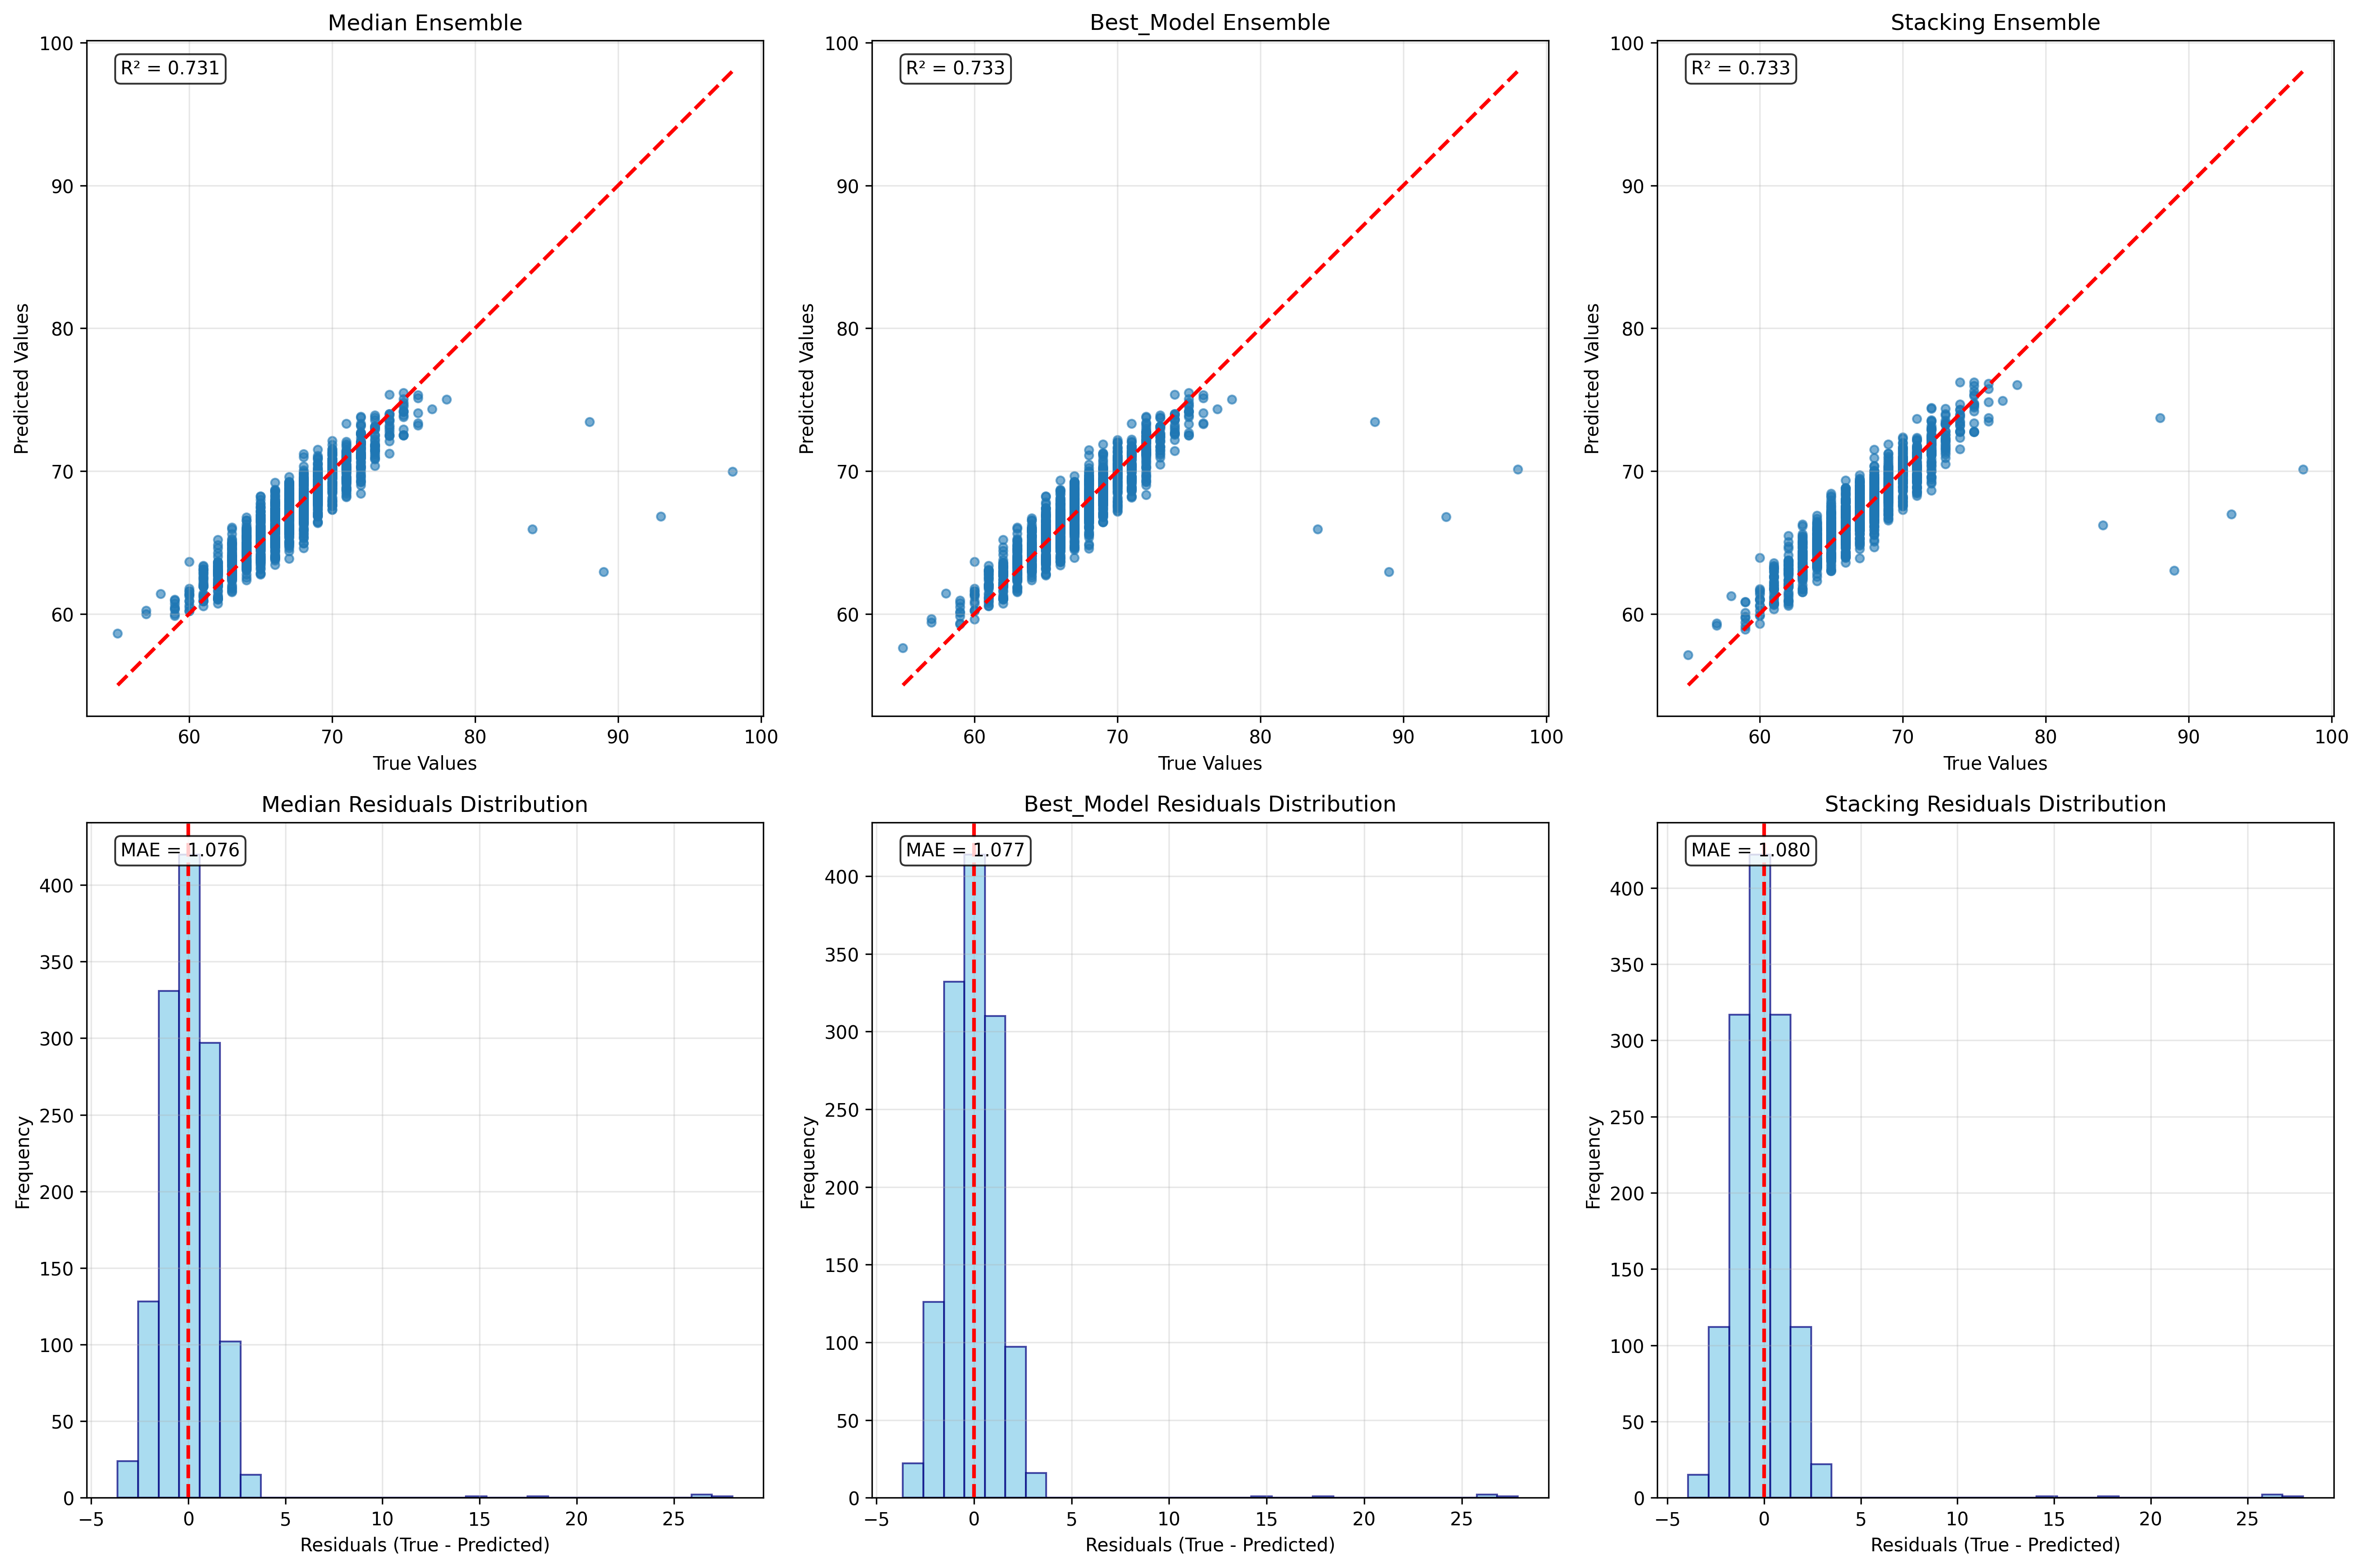 Median Ensemble
R² = 0.731
100
90
80
70
60
Predicted Values
60 70 80 90 100
True Values
Best_Model Ensemble
R² = 0.733
100
90
80
70
60
Predicted Values
60 70 80 90 100
True Values
Stacking Ensemble
R² = 0.733
100
90
80
70
60
Predicted Values
60 70 80 90 100
True Values
Median Residuals Distribution
MAE = 1.076
400
350
300
250
200
150
100
50
0
Frequency
−5 0 5 10 15 20 25
Residuals (True - Predicted)
Best_Model Residuals Distribution
MAE = 1.077
400
350
300
250
200
150
100
50
0
Frequency
−5 0 5 10 15 20 25
Residuals (True - Predicted)
Stacking Residuals Distribution
MAE = 1.080
400
350
300
250
200
150
100
50
0
Frequency
−5 0 5 10 15 20 25
Residuals (True - Predicted)